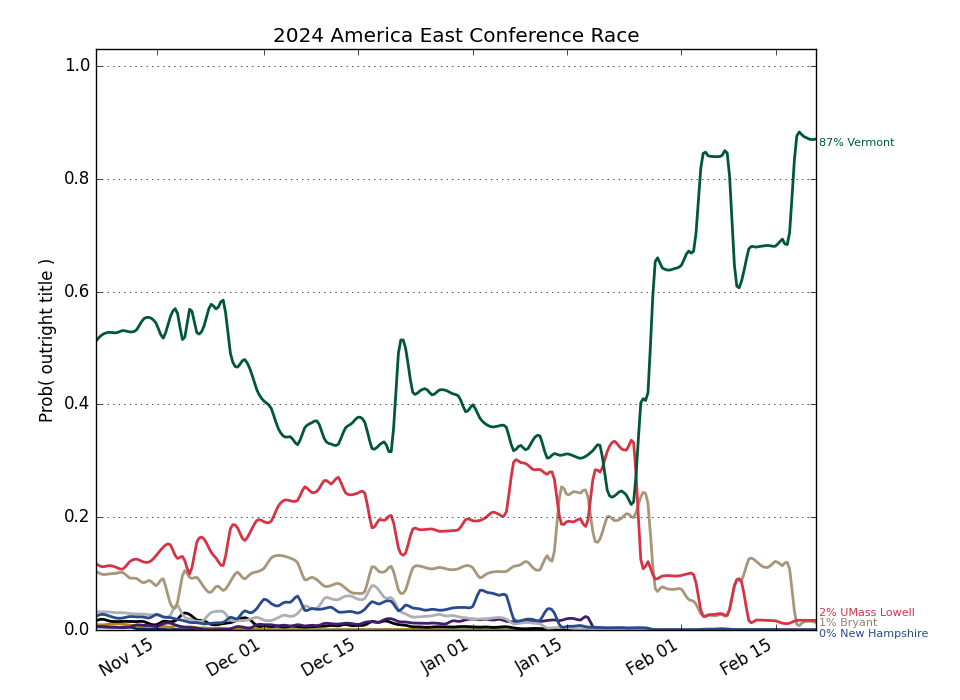 2024 America East Conference Race
1.0
0.8
0.6
0.4
0.2
0.0
Prob( outright title )
87% Vermont
2% UMass Lowell
1% Bryant
0% New Hampshire
Nov 15
Dec 01
Dec 15
Jan 01
Jan 15
Feb 01
Feb 15